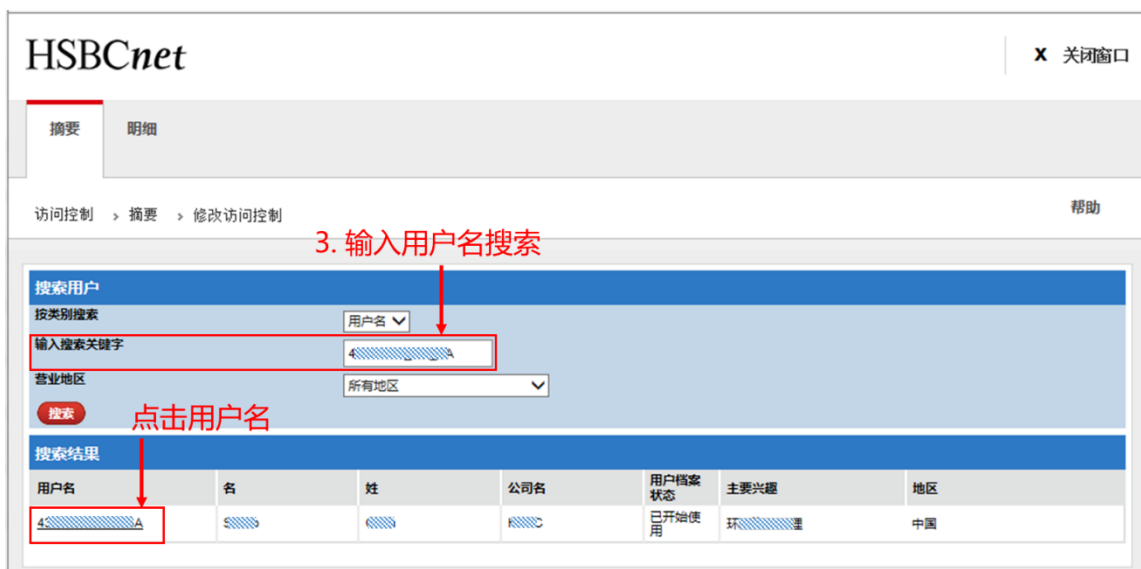 HSBCnet
X 关闭窗口
摘要 明细
访问控制 › 摘要 › 修改访问控制
帮助
3. 输入用户名搜索
搜索用户
按类别搜索 用户名
输入搜索关键字 4 A
营业地区 所有地区
搜索
点击用户名
搜索结果
用户名 名 姓 公司名 用户档案状态 主要兴趣 地区
43 A S 已开始使用 环 理 中国